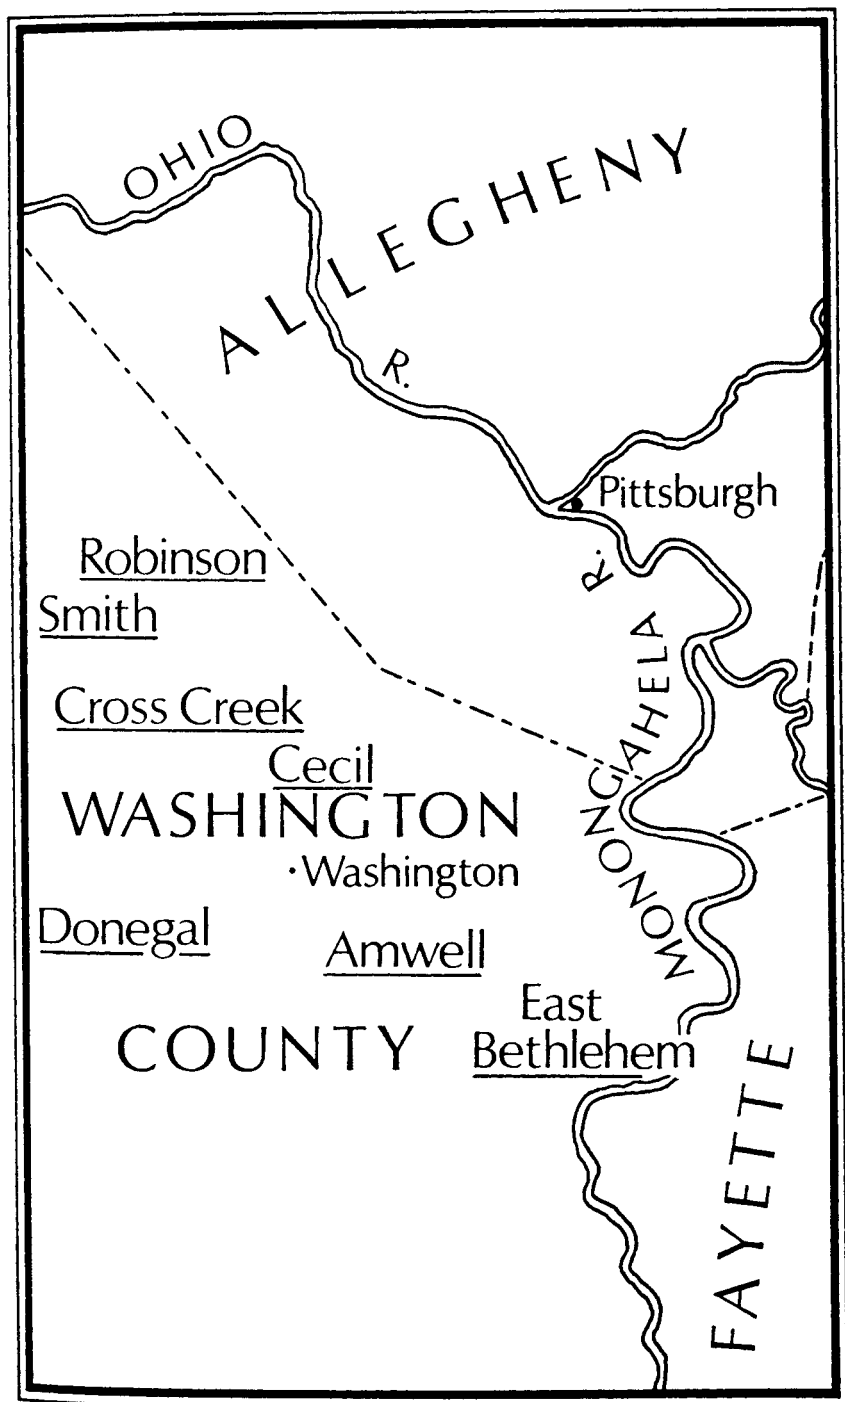 OHIO R.
ALLEGHENY
Pittsburgh
MONONGAHELA R.
Robinson
Smith
Cross Creek
Cecil
WASHINGTON
Washington
Donegal
Amwell
COUNTY
East
Bethlehem
FAYETTE